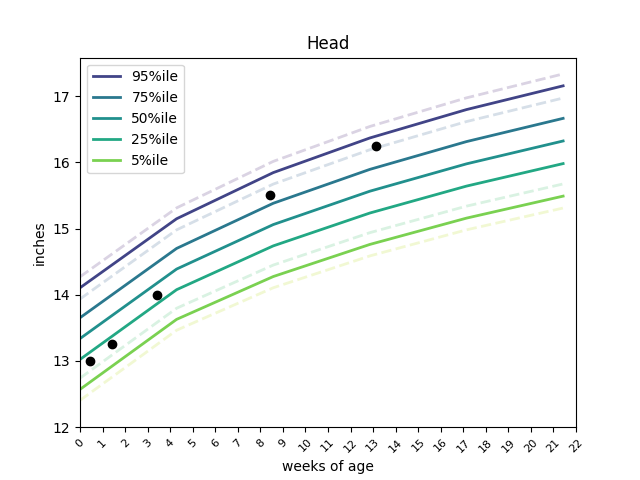 Head
95%ile
75%ile
50%ile
25%ile
5%ile
inches
17
16
15
14
13
12
0 1 2 3 4 5 6 7 8 9 10 11 12 13 14 15 16 17 18 19 20 21 22
weeks of age